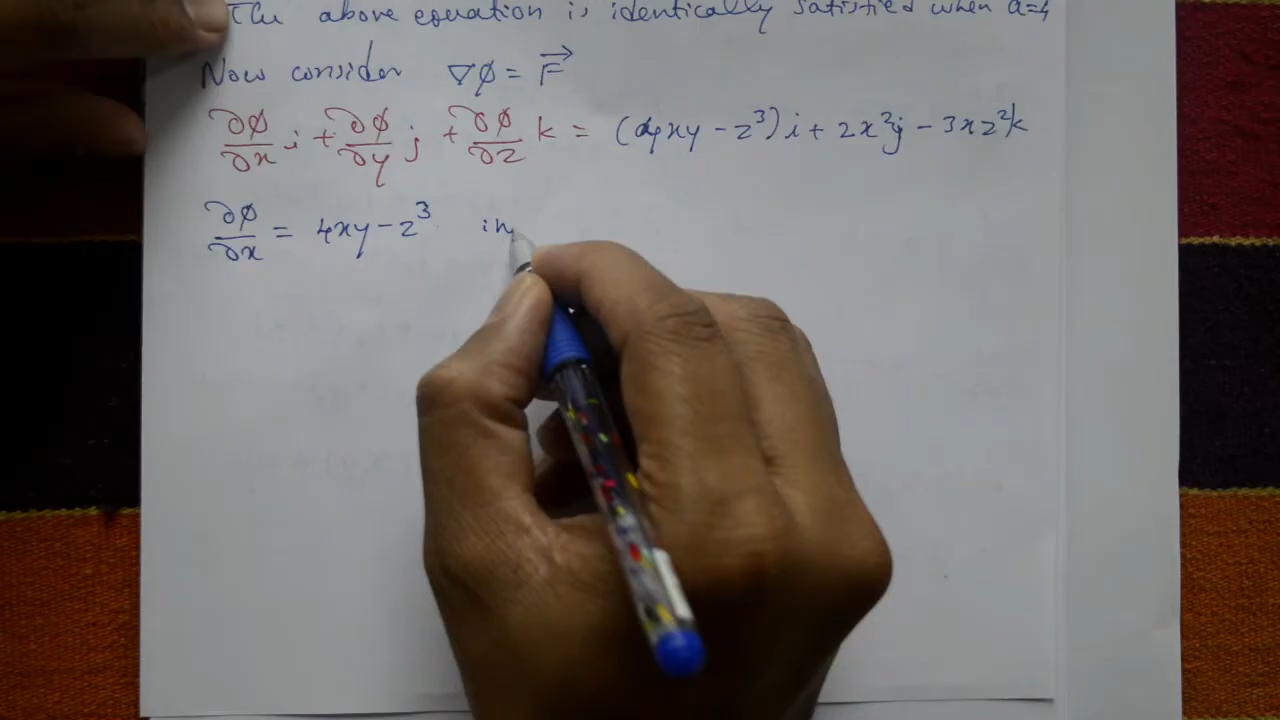 The above equation is identically satisfied when a=4
Now consider ∇φ = F⃗
∂φ/∂x i + ∂φ/∂y j + ∂φ/∂z k = (4xy - z³) i + 2x²j - 3xz²k
∂φ/∂x = 4xy - z³ in